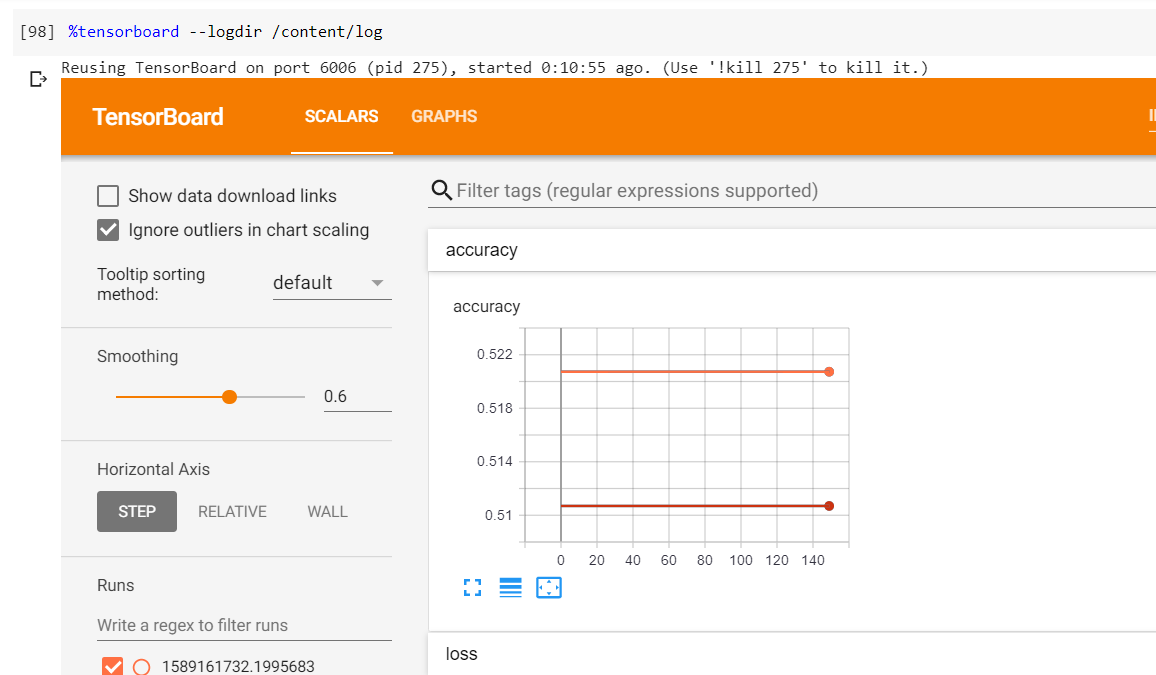 [98] %tensorboard --logdir /content/log
Reusing TensorBoard on port 6006 (pid 275), started 0:10:55 ago. (Use '!kill 275' to kill it.)
TensorBoard SCALARS GRAPHS
Show data download links
Ignore outliers in chart scaling
Tooltip sorting
method:
default
Smoothing
0.6
Horizontal Axis
STEP RELATIVE WALL
Runs
Write a regex to filter runs
1589161732.1995683
Filter tags (regular expressions supported)
accuracy
accuracy
0.522
0.518
0.514
0.51
0 20 40 60 80 100 120 140
loss